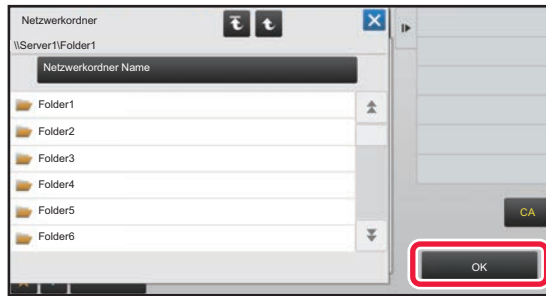 Netzwerkordner
\\Server1\Folder1
Netzwerkordner Name
Folder1
Folder2
Folder3
Folder4
Folder5
Folder6
CA
OK